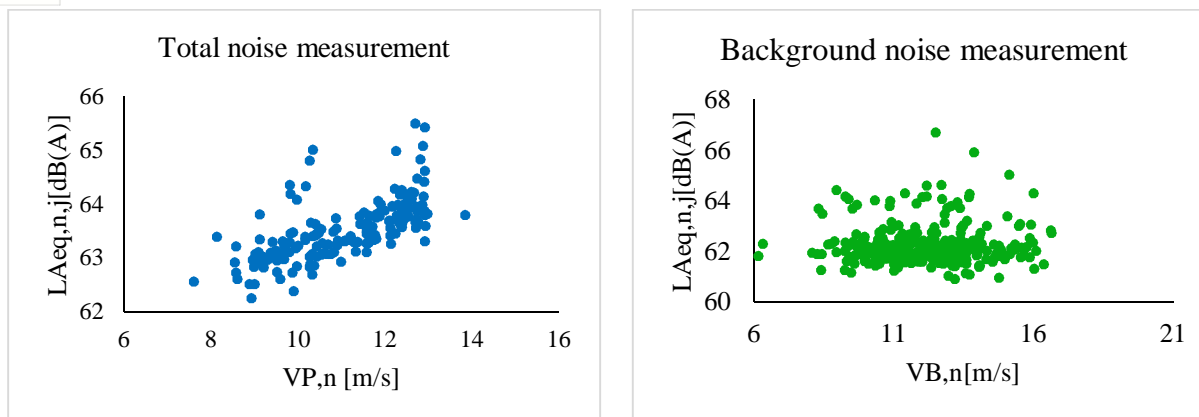 Total noise measurement
LAeq,n,j[dB(A)]
66
65
64
63
62
6 8 10 12 14 16
VP,n [m/s]
Background noise measurement
LAeq,n,j[dB(A)]
68
66
64
62
60
6 11 16 21
VB,n[m/s]